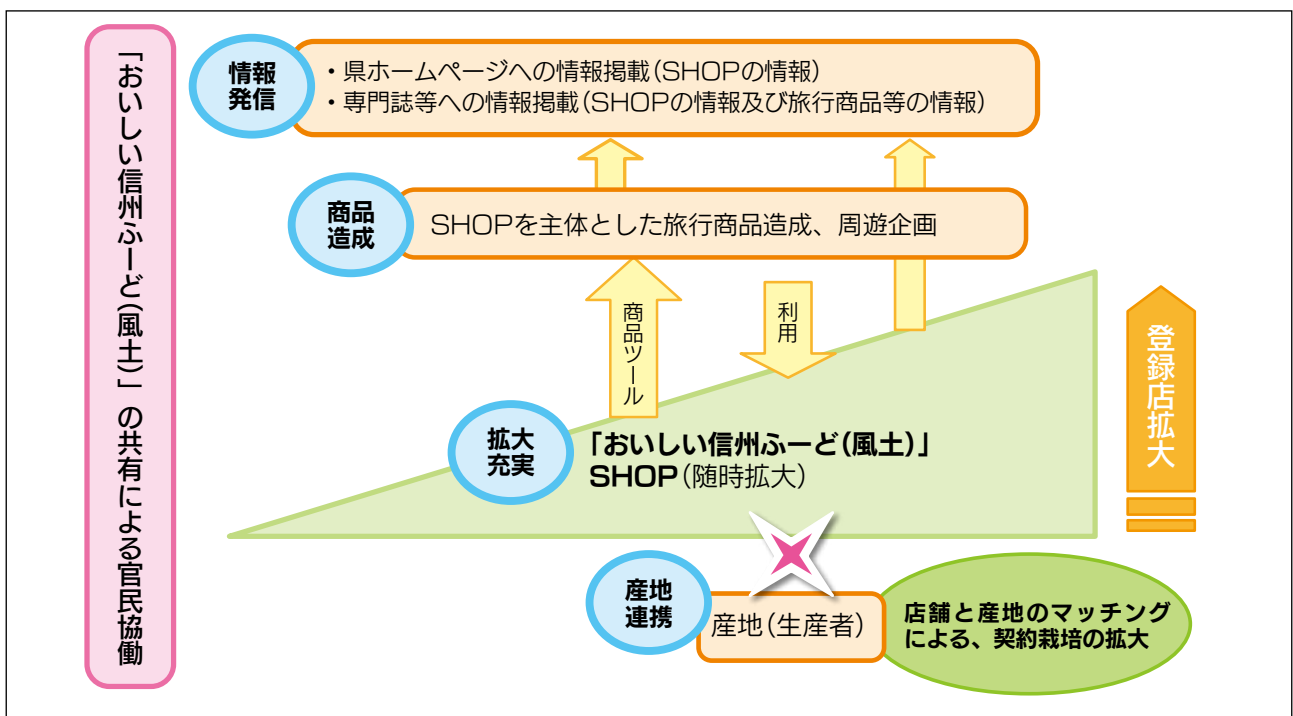 「おいしい信州ふーど(風土)」の共有による官民協働
情報
発信
・県ホームページへの情報掲載(SHOPの情報)
・専門誌等への情報掲載(SHOPの情報及び旅行商品等の情報)
商品
造成
SHOPを主体とした旅行商品造成、周遊企画
商品ツール
利用
登録店拡大
拡大
充実
「おいしい信州ふーど(風土)」
SHOP(随時拡大)
産地
連携
産地(生産者)
店舗と産地のマッチング
による、契約栽培の拡大